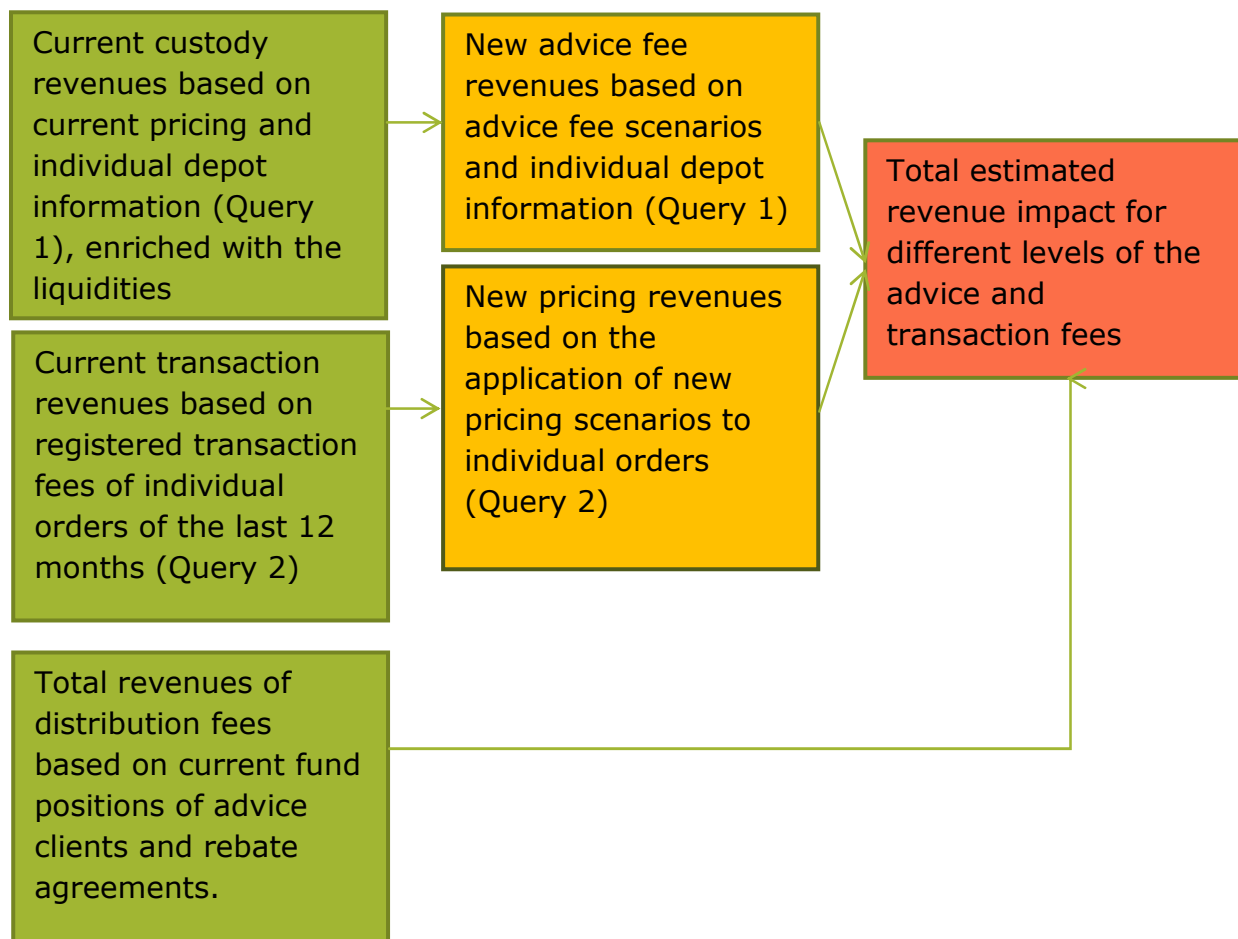 Current custody
revenues based on
current pricing and
individual depot
information (Query
1), enriched with the
liquidities
New advice fee
revenues based on
advice fee scenarios
and individual depot
information (Query 1)
Total estimated
revenue impact for
different levels of the
advice and
transaction fees
Current transaction
revenues based on
registered transaction
fees of individual
orders of the last 12
months (Query 2)
New pricing revenues
based on the
application of new
pricing scenarios to
individual orders
(Query 2)
Total revenues of
distribution fees
based on current fund
positions of advice
clients and rebate
agreements.